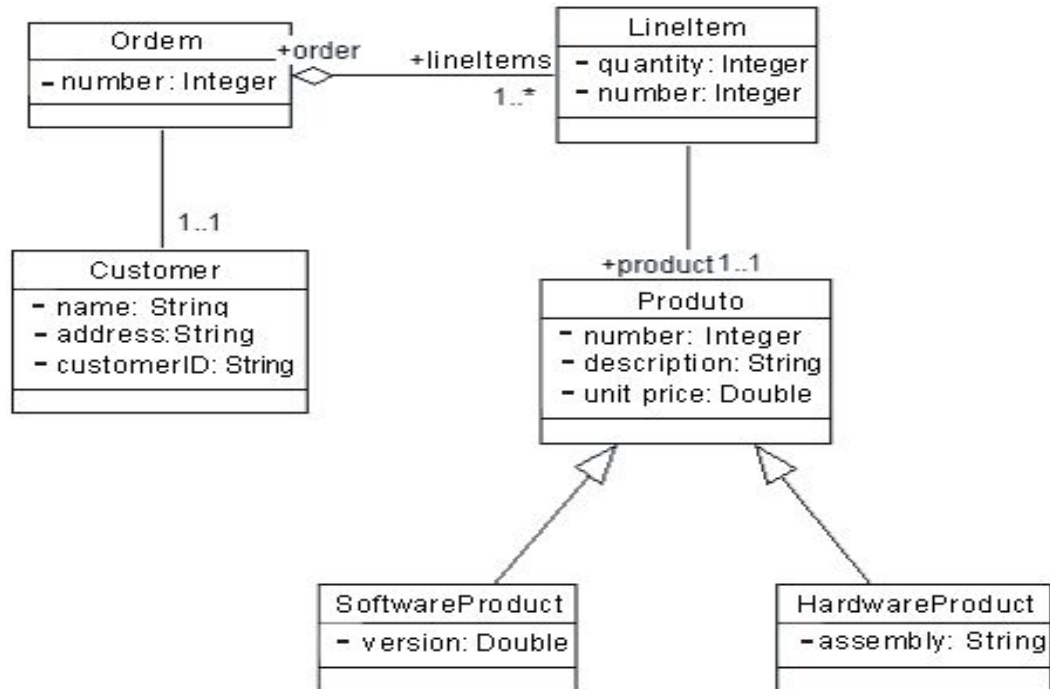 Ordem
- number: Integer
+order
+lineItems
1..*
LineItem
- quantity: Integer
- number: Integer
1..1
Customer
- name: String
- address:String
- customerID: String
+product 1..1
Produto
- number: Integer
- description: String
- unit price: Double
SoftwareProduct
- version: Double
HardwareProduct
-assembly: String